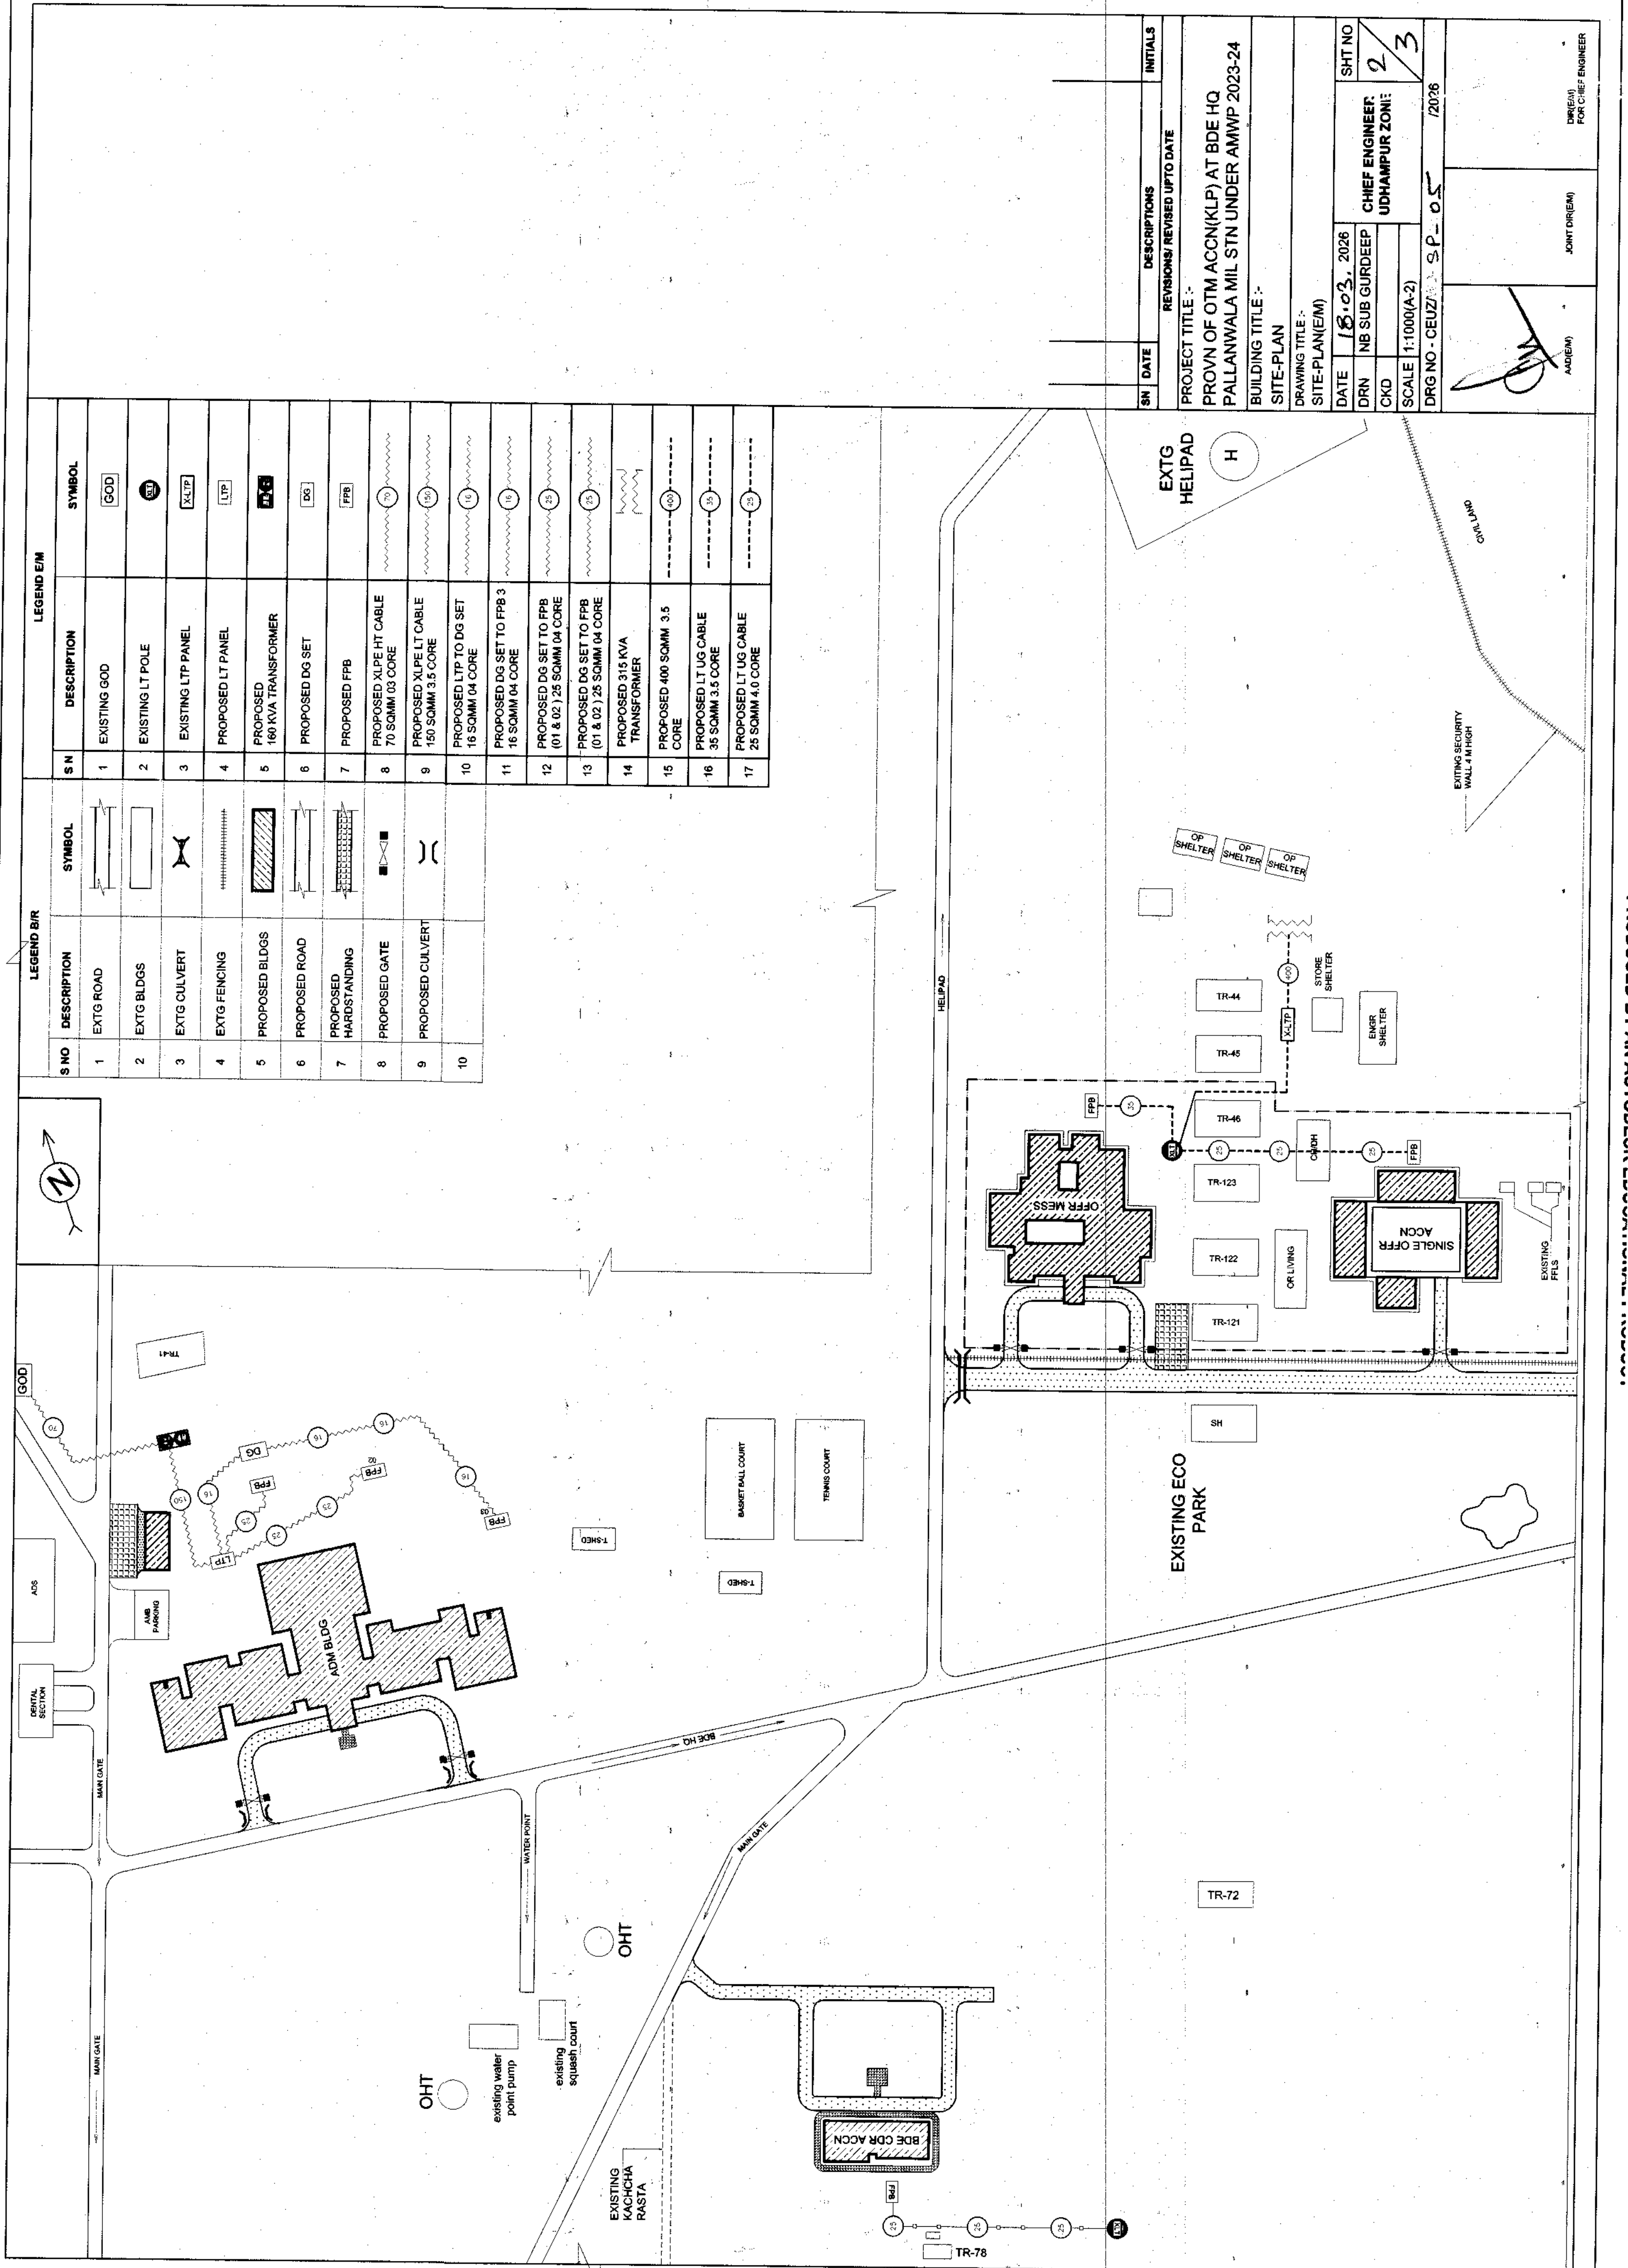 LEGEND B/R
S NO DESCRIPTION SYMBOL
1 EXTG ROAD
2 EXTG BLDGS
3 EXTG CULVERT
4 EXTG FENCING
5 PROPOSED BLDGS
6 PROPOSED ROAD
7 PROPOSED
HARDSTANDING
8 PROPOSED GATE
9 PROPOSED CULVERT
10
LEGEND E/M
S N DESCRIPTION SYMBOL
1 EXISTING GOD GOD
2 EXISTING LT POLE XLT
3 EXISTING LTP PANEL X-LTP
4 PROPOSED LT PANEL LTP
5 PROPOSED
160 KVA TRANSFORMER
6 PROPOSED DG SET DG
7 PROPOSED FPB FPB
8 PROPOSED XLPE HT CABLE
70 SQMM 03 CORE 70
9 PROPOSED XLPE LT CABLE
150 SQMM 3.5 CORE 150
10 PROPOSED LTP TO DG SET
16 SQMM 04 CORE 16
11 PROPOSED DG SET TO FPB 3
16 SQMM 04 CORE 16
12 PROPOSED DG SET TO FPB
(01 & 02 ) 25 SQMM 04 CORE 25
13 PROPOSED DG SET TO FPB
(01 & 02 ) 25 SQMM 04 CORE 25
14 PROPOSED 315 KVA
TRANSFORMER
15 PROPOSED 400 SQMM 3.5
CORE 400
16 PROPOSED LT UG CABLE
35 SQMM 3.5 CORE 35
17 PROPOSED LT UG CABLE
25 SQMM 4.0 CORE 25
N
SN DATE DESCRIPTIONS INITIALS
REVISIONS/ REVISED UPTO DATE
PROJECT TITLE :-
PROVN OF OTM ACCN(KLP) AT BDE HQ
PALLANWALA MIL STN UNDER AMWP 2023-24
BUILDING TITLE :-
SITE-PLAN
DRAWING TITLE :-
SITE-PLAN(E/M)
DATE 18.03. 2026
DRN NB SUB GURDEEP
CKD
SCALE 1:1000(A-2)
CHIEF ENGINEER
UDHAMPUR ZONE
SHT NO
2/3
DRG NO - CEUZ/ SP-05 /2026
AAD(E/M)
JOINT DIR(E/M)
DIR(E/M)
FOR CHIEF ENGINEER
GOD
70
TR-41
150
16
DG
16
16
16
LTP
25
FPB
25
25
FPB
02
FPB
03
ADS
DENTAL
SECTION
AMB
PARKING
ADM BLDG
MAIN GATE
MAIN GATE
T-SHED
T-SHED
BASKET BALL COURT
TENNIS COURT
BDE HQ
WATER POINT
MAIN GATE
OHT
OHT
existing water
point pump
existing
squash court
EXISTING
KACHCHA
RASTA
BDE CDR ACCN
FPB
25
25
25
TR-78
TR-72
EXISTING ECO
PARK
SH
HELIPAD
EXTG
HELIPAD
H
CIVIL LAND
EXITING SECURITY
WALL 4 M HIGH
OP
SHELTER
OP
SHELTER
OP
SHELTER
TR-44
TR-45
TR-46
TR-123
TR-122
TR-121
400
X-LTP
STORE
SHELTER
ENGR
SHELTER
FPB
35
XLT
25
25
25
FPB
OR LIVING
OFFR MESS
SINGLE OFFR
ACCN
EXISTING
FFLS